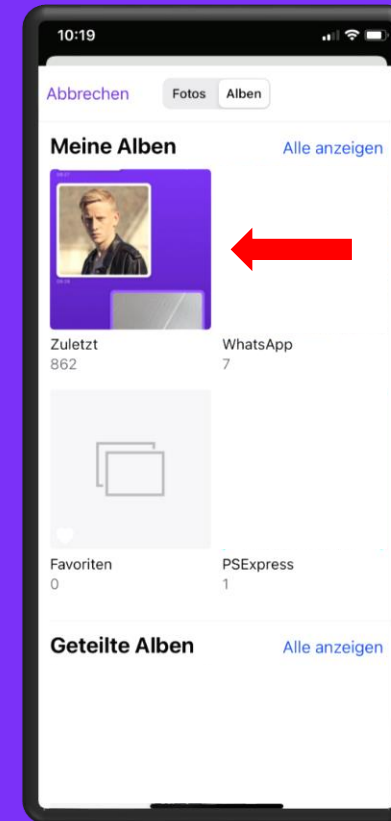 10:19
Abbrechen Fotos Alben
Meine Alben Alle anzeigen
Zuletzt WhatsApp
862 7
Favoriten PSExpress
0 1
Geteilte Alben Alle anzeigen